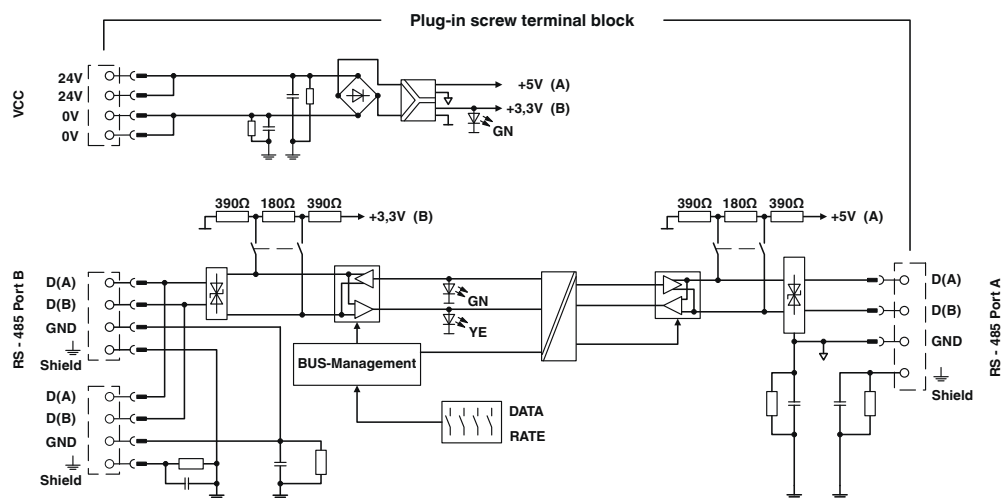 Plug-in screw terminal block
VCC
24V
24V
0V
0V
+5V (A)
+3,3V (B)
GN
390Ω 180Ω 390Ω
+3,3V (B)
390Ω 180Ω 390Ω
+5V (A)
RS - 485 Port B
D(A)
D(B)
GND
Shield
D(A)
D(B)
GND
Shield
GN
YE
BUS-Management
DATA
RATE
D(A)
D(B)
GND
Shield
RS - 485 Port A